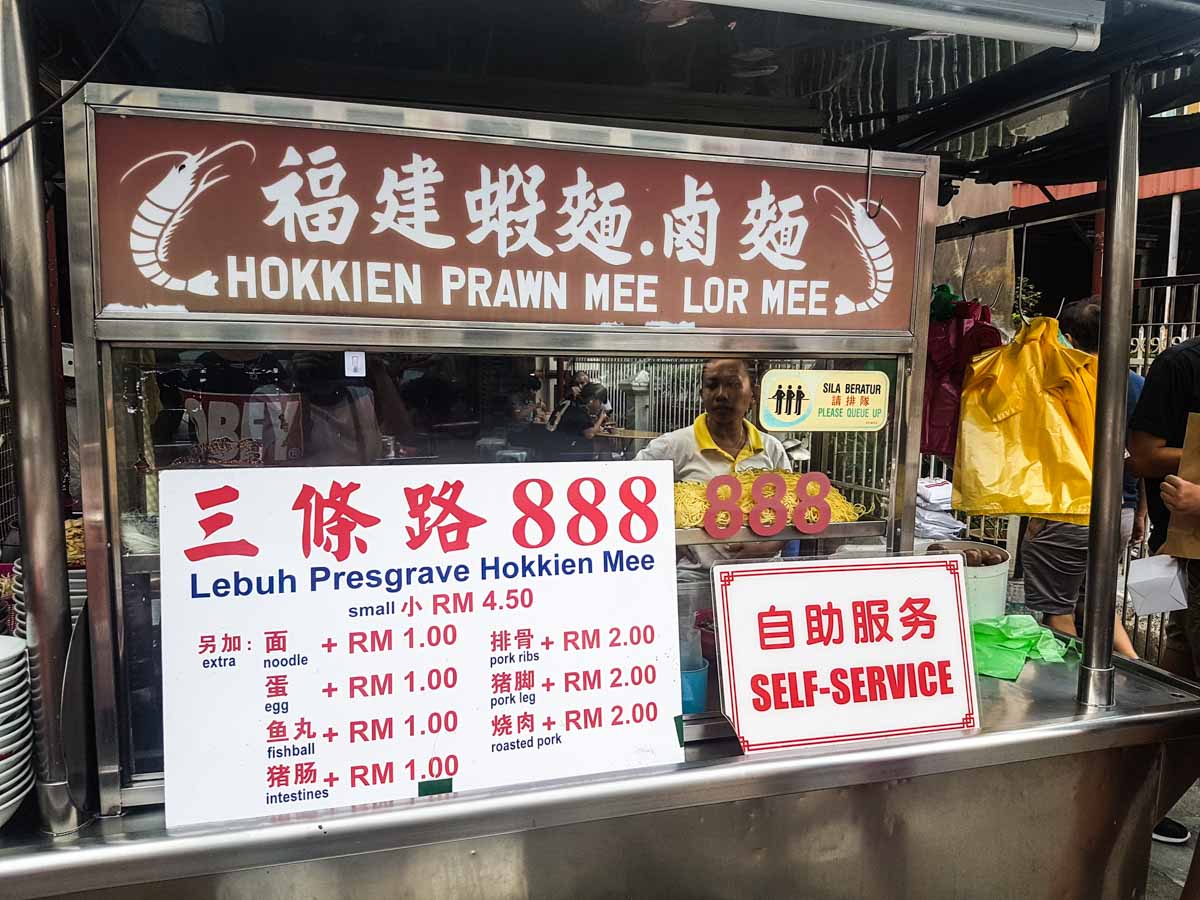 福建蝦麵.鹵麵
HOKKIEN PRAWN MEE LOR MEE
OBEY
SILA BERATUR
請排隊
PLEASE QUEUE UP
888
三條路 888
Lebuh Presgrave Hokkien Mee
small 小 RM 4.50
另加: 面 + RM 1.00
extra noodle
蛋 + RM 1.00
egg
鱼丸 + RM 1.00
fishball
猪肠 + RM 1.00
intestines
排骨 + RM 2.00
pork ribs
猪脚 + RM 2.00
pork leg
烧肉 + RM 2.00
roasted pork
自助服务
SELF-SERVICE